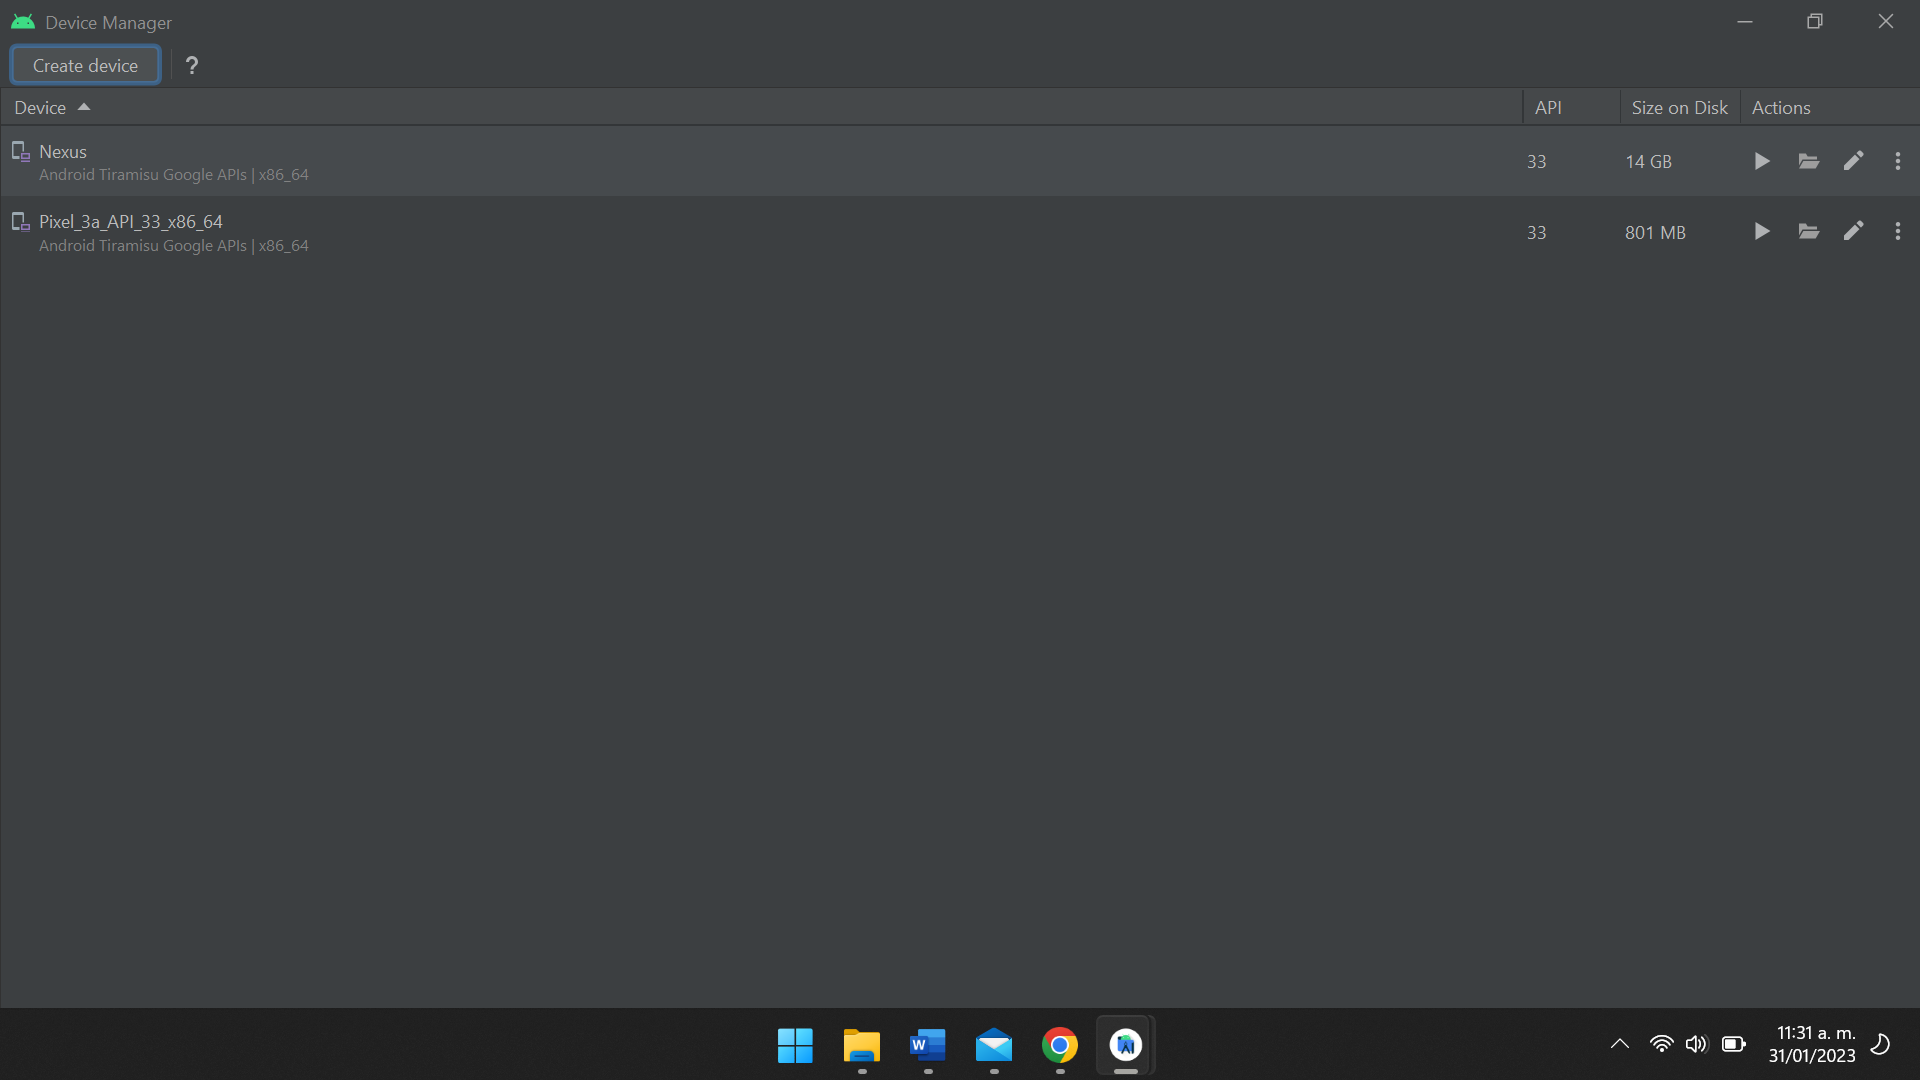 Device Manager
Create device ?
Device API Size on Disk Actions
Nexus
Android Tiramisu Google APIs | x86_64
33 14 GB
Pixel_3a_API_33_x86_64
Android Tiramisu Google APIs | x86_64
33 801 MB
W
11:31 a. m.
31/01/2023